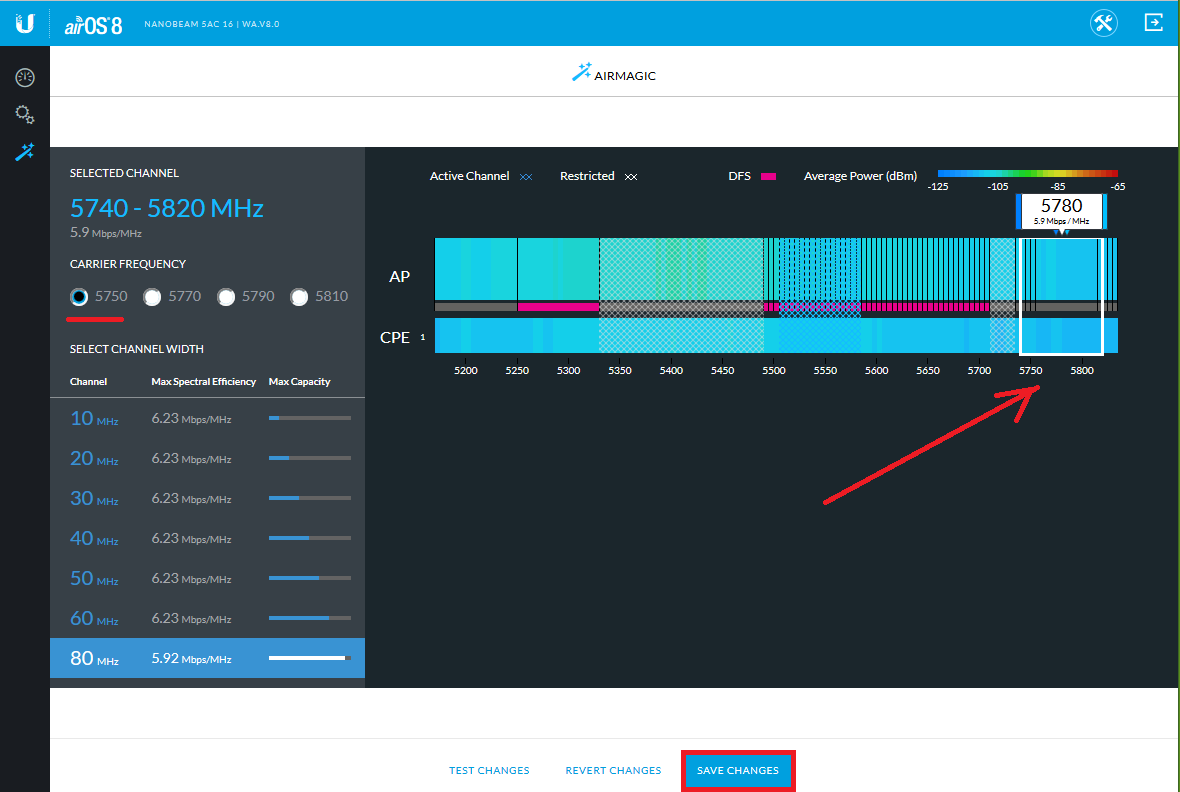 airOS 8 NANOBEAM 5AC 16 | WA.V8.0
AIRMAGIC
SELECTED CHANNEL
5740 - 5820 MHz
5.9 Mbps/MHz
CARRIER FREQUENCY
5750 5770 5790 5810
SELECT CHANNEL WIDTH
Channel Max Spectral Efficiency Max Capacity
10 MHz 6.23 Mbps/MHz
20 MHz 6.23 Mbps/MHz
30 MHz 6.23 Mbps/MHz
40 MHz 6.23 Mbps/MHz
50 MHz 6.23 Mbps/MHz
60 MHz 6.23 Mbps/MHz
80 MHz 5.92 Mbps/MHz
Active Channel Restricted DFS Average Power (dBm)
-125 -105 -85 -65
5780
5.9 Mbps / MHz
AP
CPE 1
5200 5250 5300 5350 5400 5450 5500 5550 5600 5650 5700 5750 5800
TEST CHANGES REVERT CHANGES SAVE CHANGES